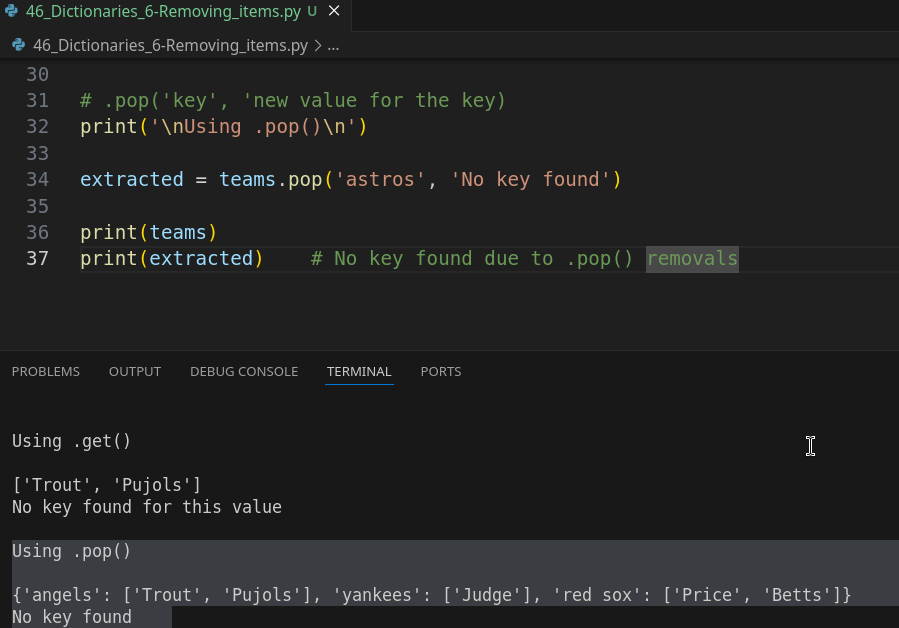 46_Dictionaries_6-Removing_items.py U ×
46_Dictionaries_6-Removing_items.py > ...
30
31 # .pop('key', 'new value for the key)
32 print('\nUsing .pop()\n')
33
34 extracted = teams.pop('astros', 'No key found')
35
36 print(teams)
37 print(extracted)    # No key found due to .pop() removals
PROBLEMS OUTPUT DEBUG CONSOLE TERMINAL PORTS
Using .get()
['Trout', 'Pujols']
No key found for this value
Using .pop()
{'angels': ['Trout', 'Pujols'], 'yankees': ['Judge'], 'red sox': ['Price', 'Betts']}
No key found